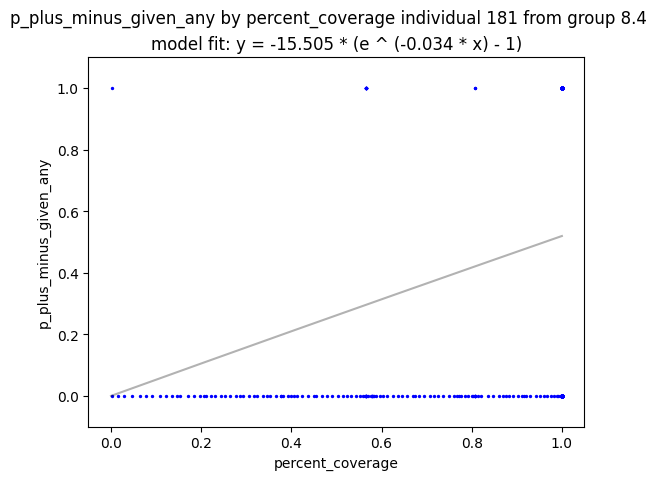 p_plus_minus_given_any by percent_coverage individual 181 from group 8.4
model fit: y = -15.505 * (e ^ (-0.034 * x) - 1)
1.0
0.8
0.6
0.4
0.2
0.0
p_plus_minus_given_any
0.0 0.2 0.4 0.6 0.8 1.0
percent_coverage